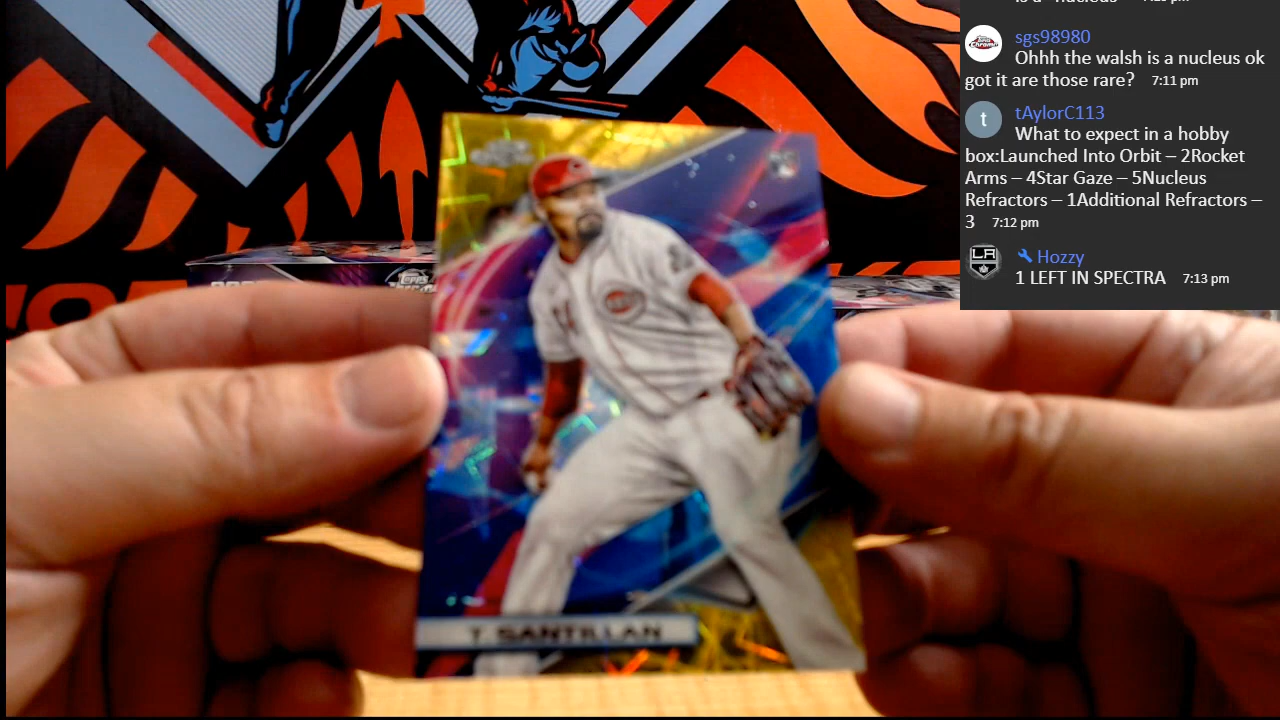 sgs98980
Ohhh the walsh is a nucleus ok
got it are those rare? 7:11 pm
t
tAylorC113
What to expect in a hobby
box:Launched Into Orbit – 2Rocket
Arms – 4Star Gaze – 5Nucleus
Refractors – 1Additional Refractors –
3 7:12 pm
LA
Hozzy
1 LEFT IN SPECTRA 7:13 pm
T SANTILLAN